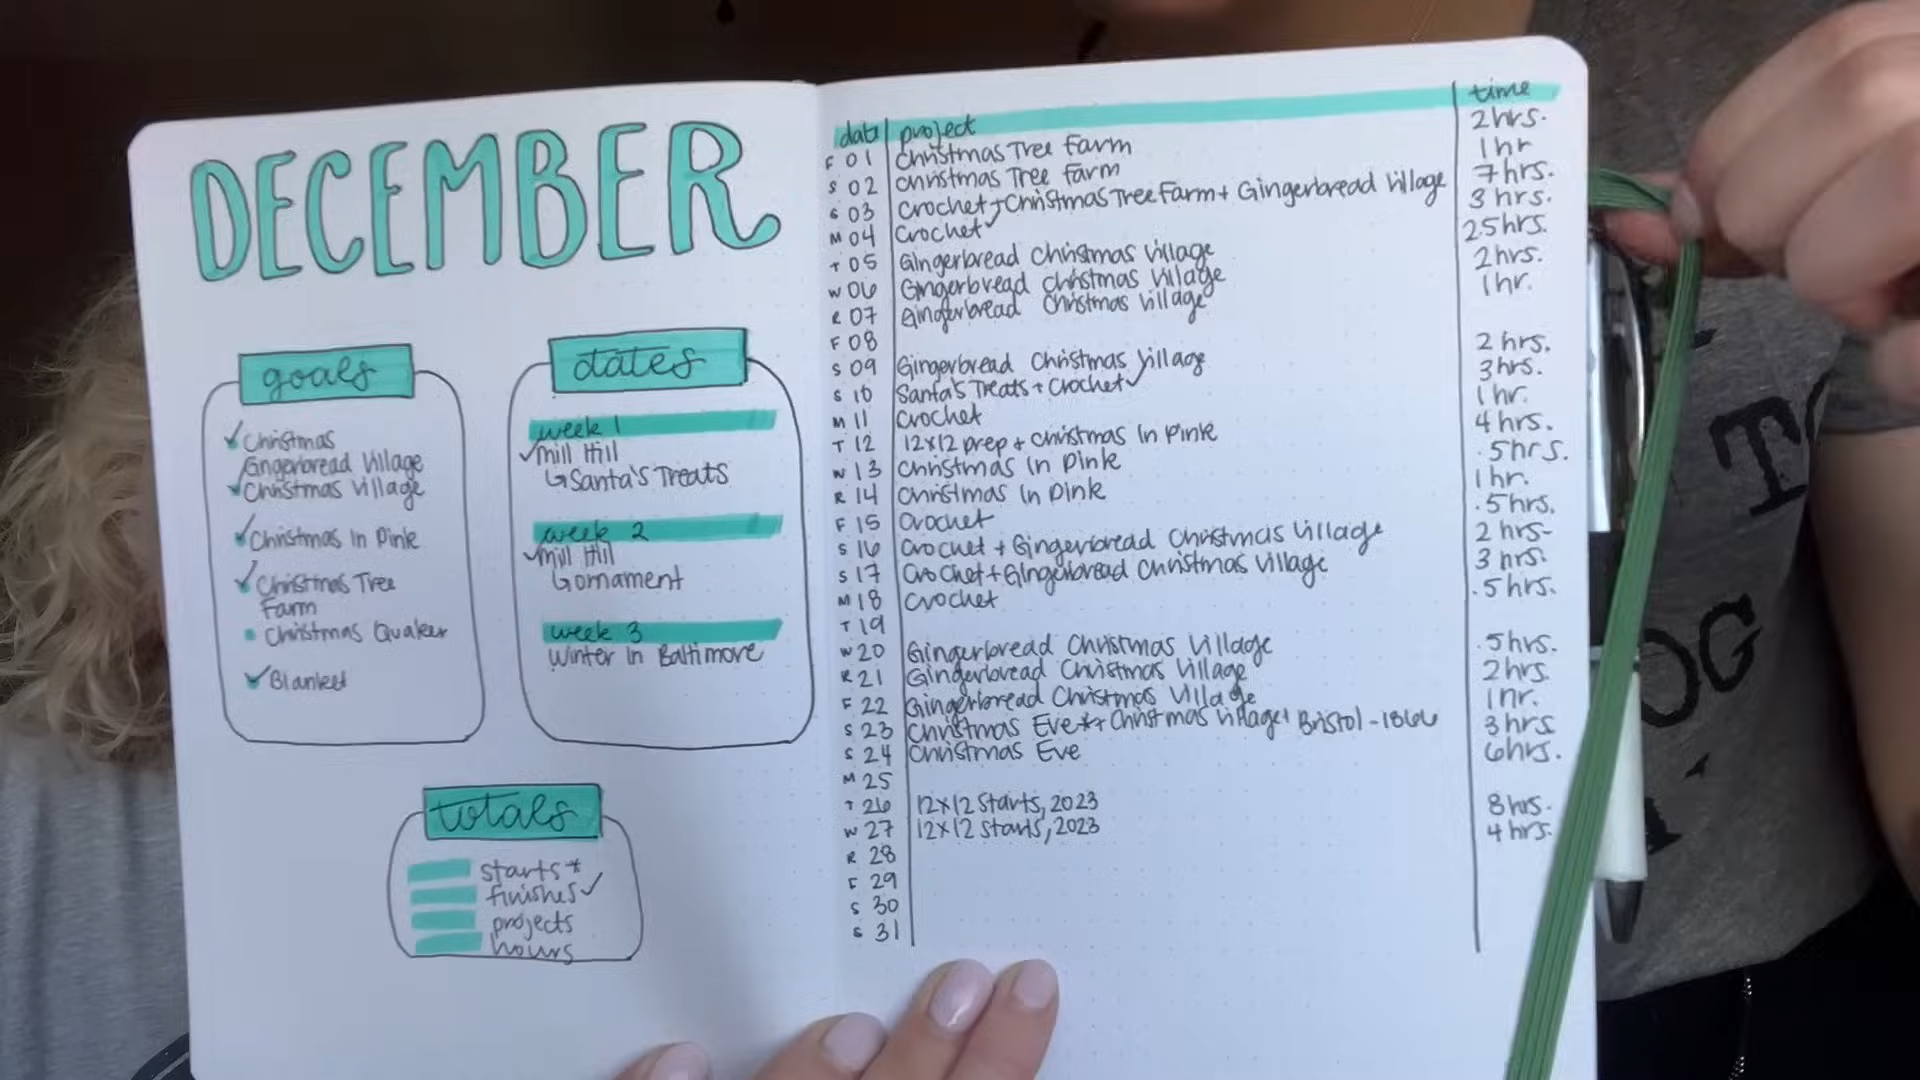 DECEMBER
goals
✓Christmas
Gingerbread Village
✓Christmas Village
✓Christmas In Pink
✓Christmas Tree
Farm
• Christmas Quaker
✓Blanket
dates
week 1
✓Mill Hill
↳Santa's Treats
week 2
✓Mill Hill
↳ornament
week 3
Winter In Baltimore
totals
starts*
finishes✓
projects
hours
date project time
F 01 Christmas Tree Farm 2hrs.
S 02 Christmas Tree Farm 1hr
S 03 Crochet✓+Christmas Tree Farm + Gingerbread Village 7hrs.
M 04 Crochet✓ 3hrs.
T 05 Gingerbread Christmas Village 2.5hrs.
W 06 Gingerbread Christmas Village 2hrs.
R 07 Gingerbread Christmas Village 1hr.
F 08
S 09 Gingerbread Christmas Village 2hrs.
S 10 Santa's Treats + Crochet✓ 3hrs.
M 11 Crochet 1hr.
T 12 12x12 prep + Christmas In Pink 4hrs.
W 13 Christmas In Pink .5hrs.
R 14 Christmas In Pink 1hr.
F 15 Crochet .5hrs.
S 16 Crochet + Gingerbread Christmas Village 2hrs.
S 17 Crochet + Gingerbread Christmas Village 3hrs.
M 18 Crochet .5hrs.
T 19
W 20 Gingerbread Christmas Village .5hrs.
R 21 Gingerbread Christmas Village 2hrs.
F 22 Gingerbread Christmas Village 1hr.
S 23 Christmas Eve*+ Christmas Village+ Bristol-1866 3hrs
S 24 Christmas Eve 6hrs.
M 25
T 26 12x12 Starts, 2023 8hrs.
W 27 12x12 Starts, 2023 4hrs.
R 28
F 29
S 30
S 31